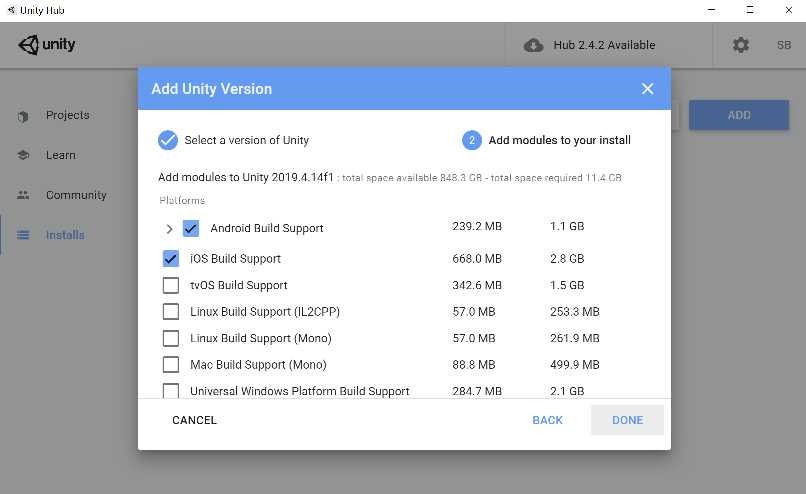 Unity Hub
unity
Hub 2.4.2 Available
SB
Add Unity Version
Projects
ADD
Select a version of Unity
2
Add modules to your install
Learn
Add modules to Unity 2019.4.14f1 : total space available 848.3 GB - total space required 11.4 GB
Community
Platforms
Android Build Support 239.2 MB 1.1 GB
Installs
iOS Build Support 668.0 MB 2.8 GB
tvOS Build Support 342.6 MB 1.5 GB
Linux Build Support (IL2CPP) 57.0 MB 253.3 MB
Linux Build Support (Mono) 57.0 MB 261.9 MB
Mac Build Support (Mono) 88.8 MB 499.9 MB
Universal Windows Platform Build Support 284.7 MB 2.1 GB
CANCEL
BACK
DONE